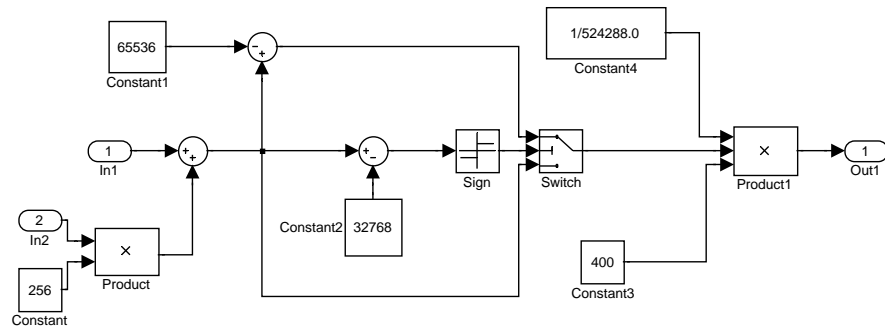 65536
Constant1
1/524288.0
Constant4
1
In1
Sign
Switch
×
Product1
1
Out1
2
In2
×
Product
Constant2
32768
256
Constant
400
Constant3